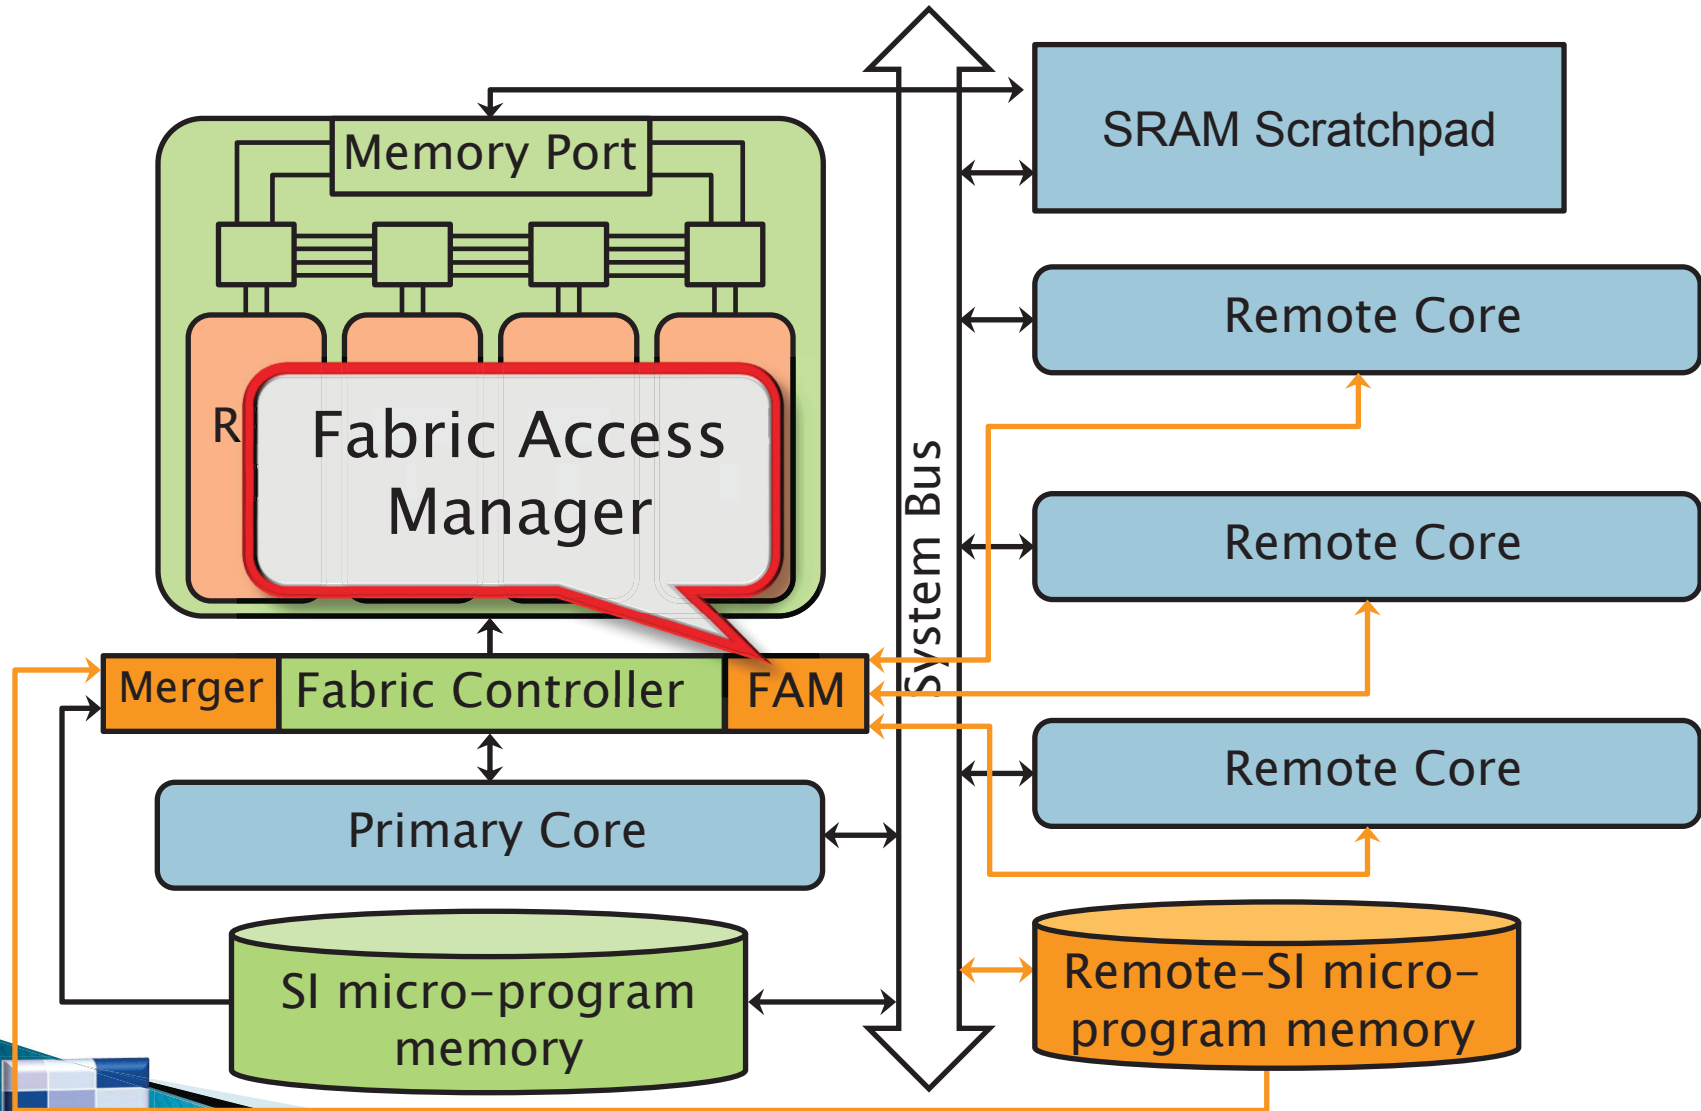 Memory Port
SRAM Scratchpad
Remote Core
R
Fabric Access
Manager
System Bus
Remote Core
Merger
Fabric Controller
FAM
Remote Core
Primary Core
SI micro-program
memory
Remote-SI micro-
program memory